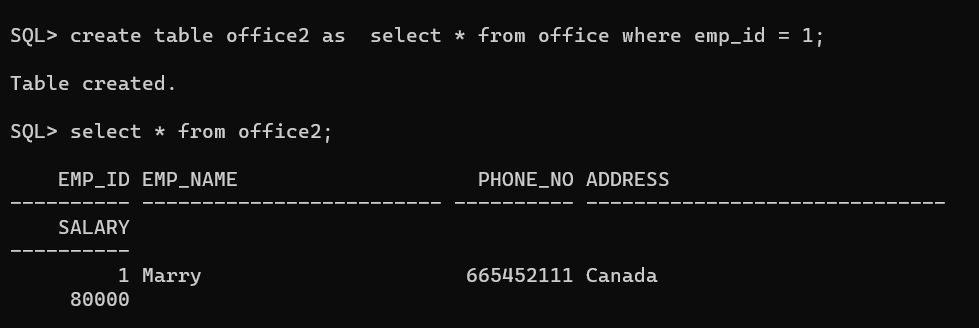 SQL> create table office2 as  select * from office where emp_id = 1;
Table created.
SQL> select * from office2;
    EMP_ID EMP_NAME                    PHONE_NO ADDRESS
---------- ------------------------- ---------- ------------------------------
    SALARY
----------
         1 Marry                      665452111 Canada
     80000